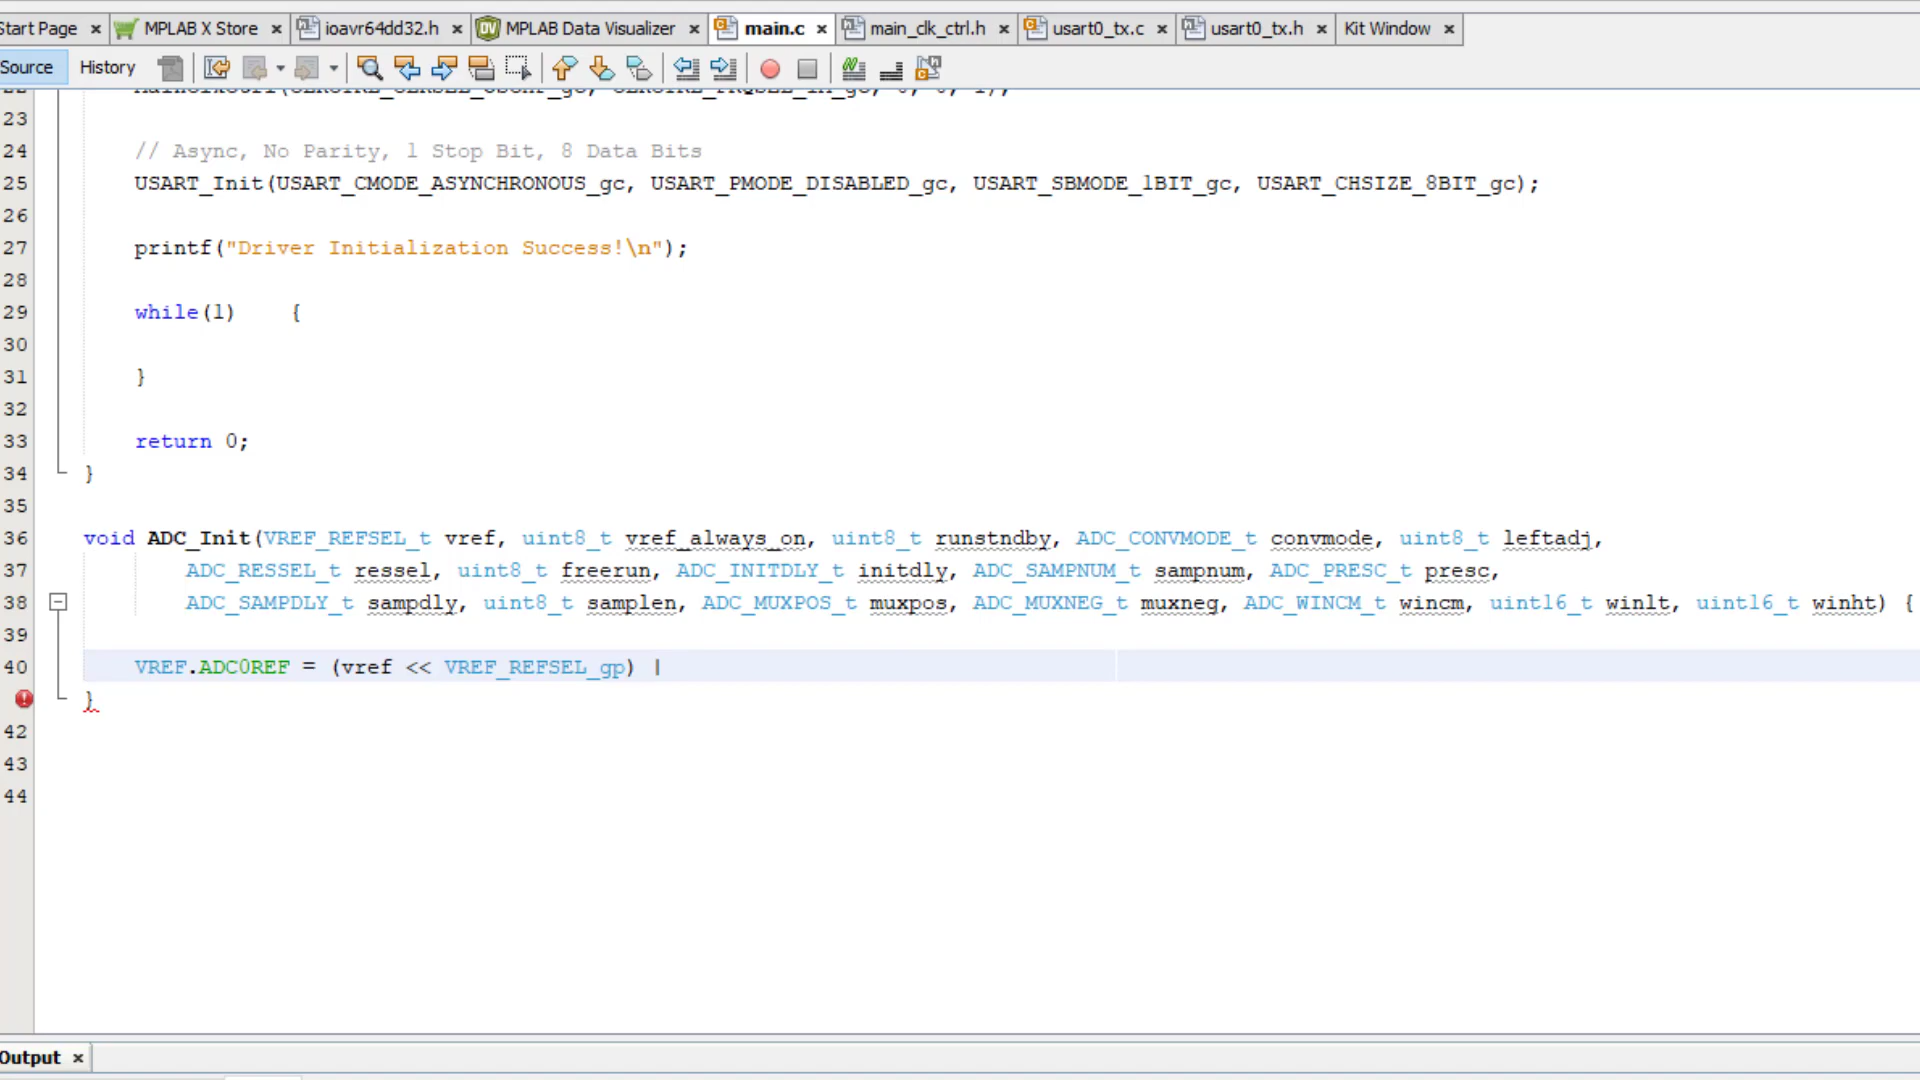 Start Page
MPLAB X Store
ioavr64dd32.h
MPLAB Data Visualizer
main.c
main_clk_ctrl.h
usart0_tx.c
usart0_tx.h
Kit Window
Source
History
23
24 // Async, No Parity, 1 Stop Bit, 8 Data Bits
25 USART_Init(USART_CMODE_ASYNCHRONOUS_gc, USART_PMODE_DISABLED_gc, USART_SBMODE_1BIT_gc, USART_CHSIZE_8BIT_gc);
26
27 printf("Driver Initialization Success!\n");
28
29 while(1) {
30
31 }
32
33 return 0;
34 }
35
36 void ADC_Init(VREF_REFSEL_t vref, uint8_t vref_always_on, uint8_t runstndby, ADC_CONVMODE_t convmode, uint8_t leftadj,
37 ADC_RESSEL_t ressel, uint8_t freerun, ADC_INITDLY_t initdly, ADC_SAMPNUM_t sampnum, ADC_PRESC_t presc,
38 ADC_SAMPDLY_t sampdly, uint8_t samplen, ADC_MUXPOS_t muxpos, ADC_MUXNEG_t muxneg, ADC_WINCM_t wincm, uint16_t winlt, uint16_t winht) {
39
40 VREF.ADC0REF = (vref << VREF_REFSEL_gp) |
}
42
43
44
Output